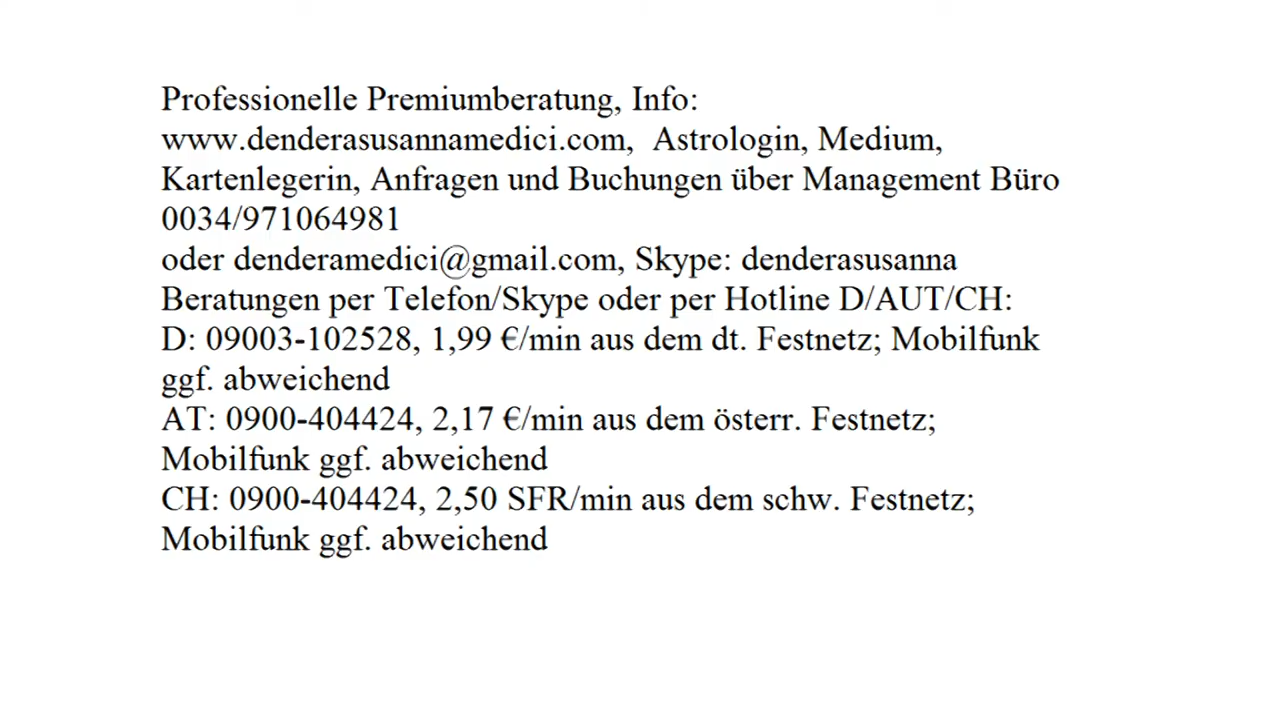 Professionelle Premiumberatung, Info:
www.denderasusannamedici.com,  Astrologin, Medium,
Kartenlegerin, Anfragen und Buchungen über Management Büro
0034/971064981
oder denderamedici@gmail.com, Skype: denderasusanna
Beratungen per Telefon/Skype oder per Hotline D/AUT/CH:
D: 09003-102528, 1,99 €/min aus dem dt. Festnetz; Mobilfunk
ggf. abweichend
AT: 0900-404424, 2,17 €/min aus dem österr. Festnetz;
Mobilfunk ggf. abweichend
CH: 0900-404424, 2,50 SFR/min aus dem schw. Festnetz;
Mobilfunk ggf. abweichend